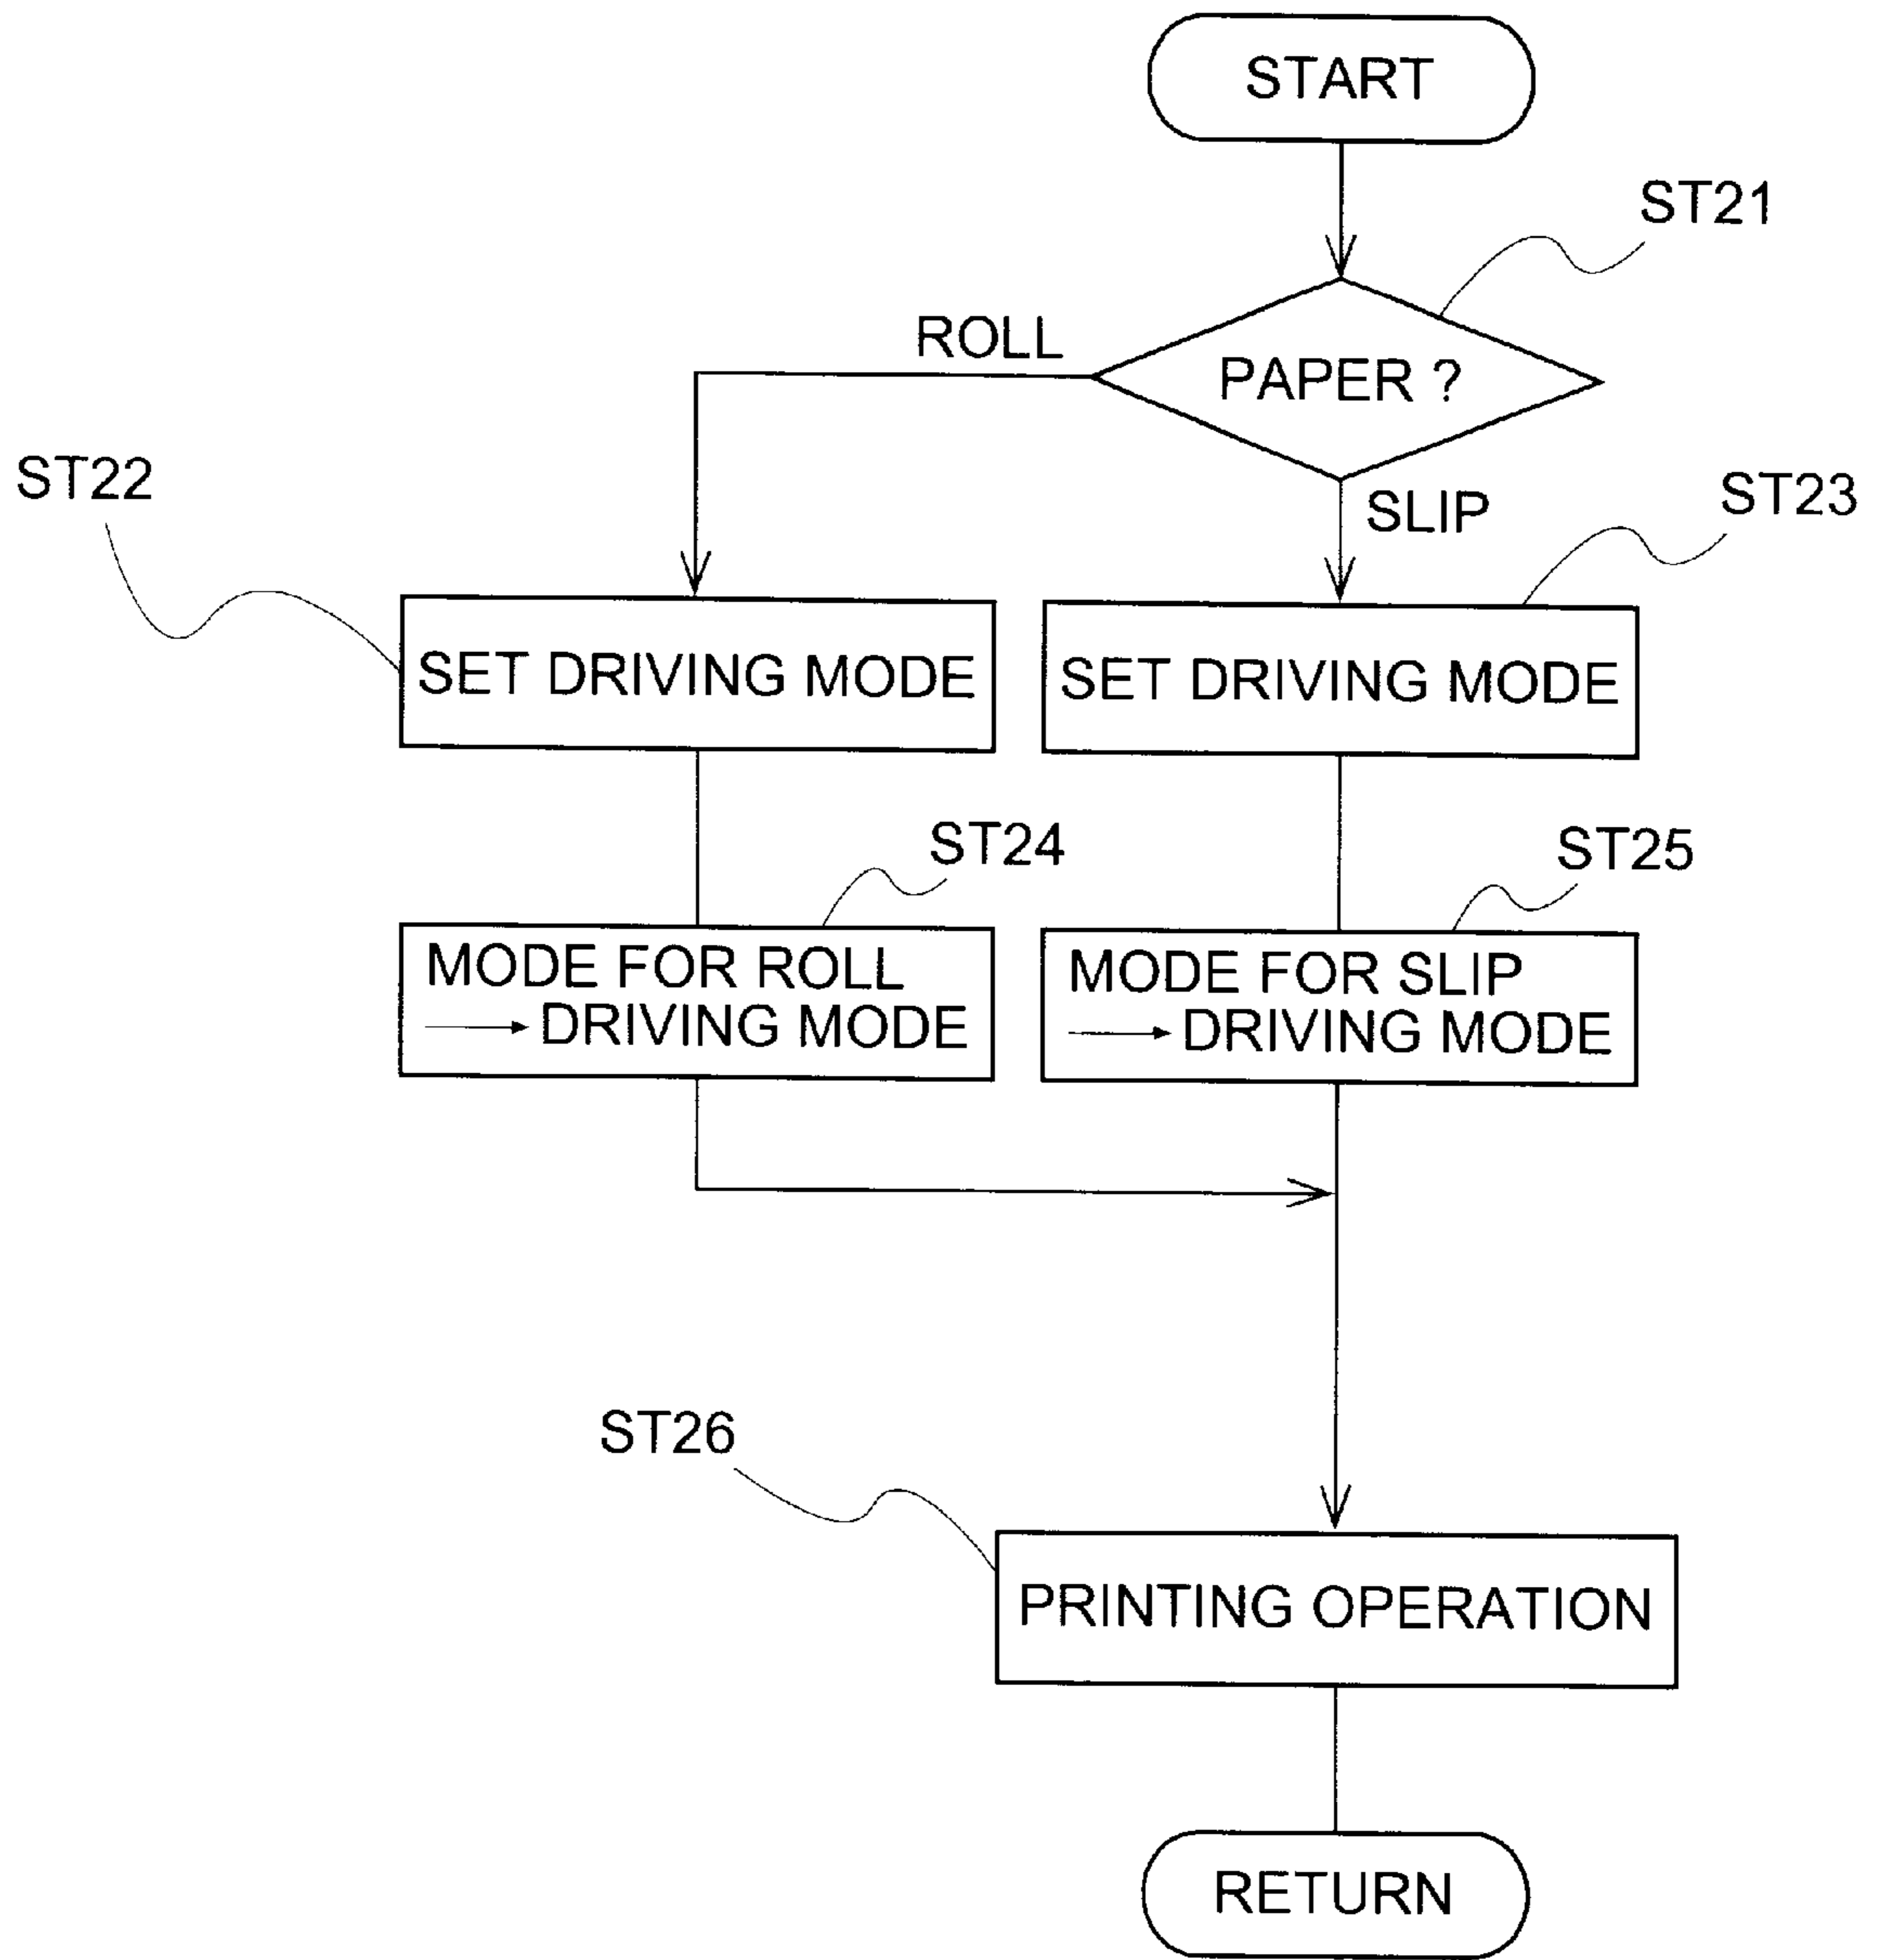 START
ST21
ROLL
PAPER ?
ST22
SLIP
ST23
SET DRIVING MODE
SET DRIVING MODE
ST24
ST25
MODE FOR ROLL
→ DRIVING MODE
MODE FOR SLIP
→ DRIVING MODE
ST26
PRINTING OPERATION
RETURN